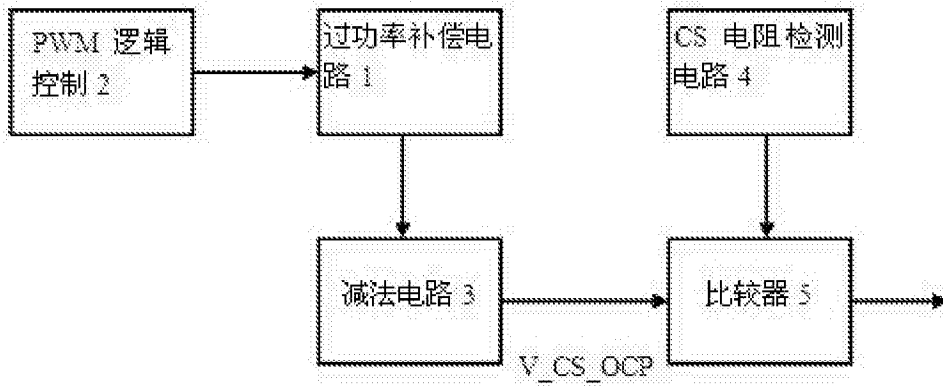 PWM 逻辑
控制 2
过功率补偿电
路 1
CS 电阻检测
电路 4
减法电路 3
比较器 5
V_CS_OCP